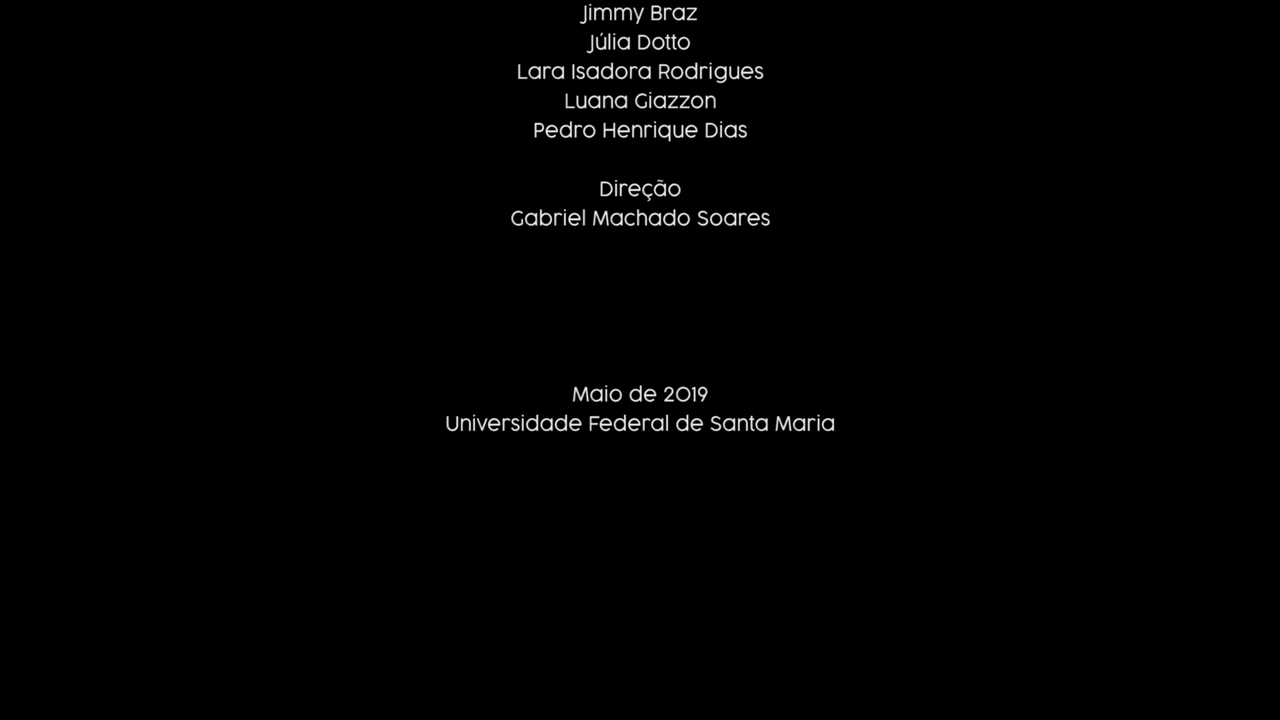 Jimmy Braz
Júlia Dotto
Lara Isadora Rodrigues
Luana Giazzon
Pedro Henrique Dias
Direção
Gabriel Machado Soares
Maio de 2019
Universidade Federal de Santa Maria